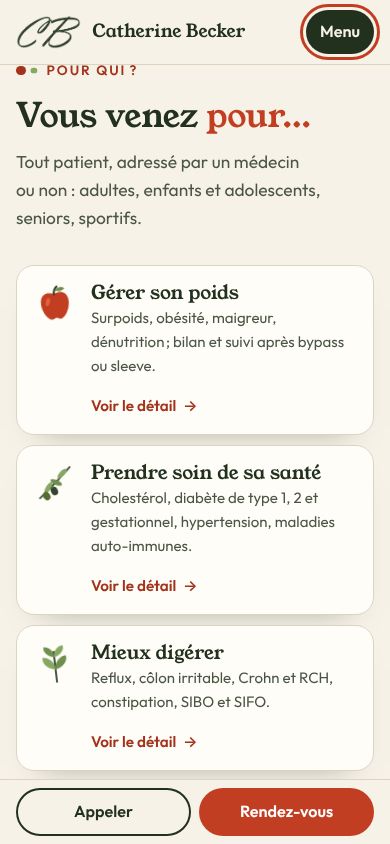 CB Catherine Becker
Menu
POUR QUI ?
Vous venez pour...
Tout patient, adressé par un médecin
ou non : adultes, enfants et adolescents,
seniors, sportifs.
Gérer son poids
Surpoids, obésité, maigreur,
dénutrition ; bilan et suivi après bypass
ou sleeve.
Voir le détail →
Prendre soin de sa santé
Cholestérol, diabète de type 1, 2 et
gestationnel, hypertension, maladies
auto-immunes.
Voir le détail →
Mieux digérer
Reflux, côlon irritable, Crohn et RCH,
constipation, SIBO et SIFO.
Voir le détail →
Appeler
Rendez-vous